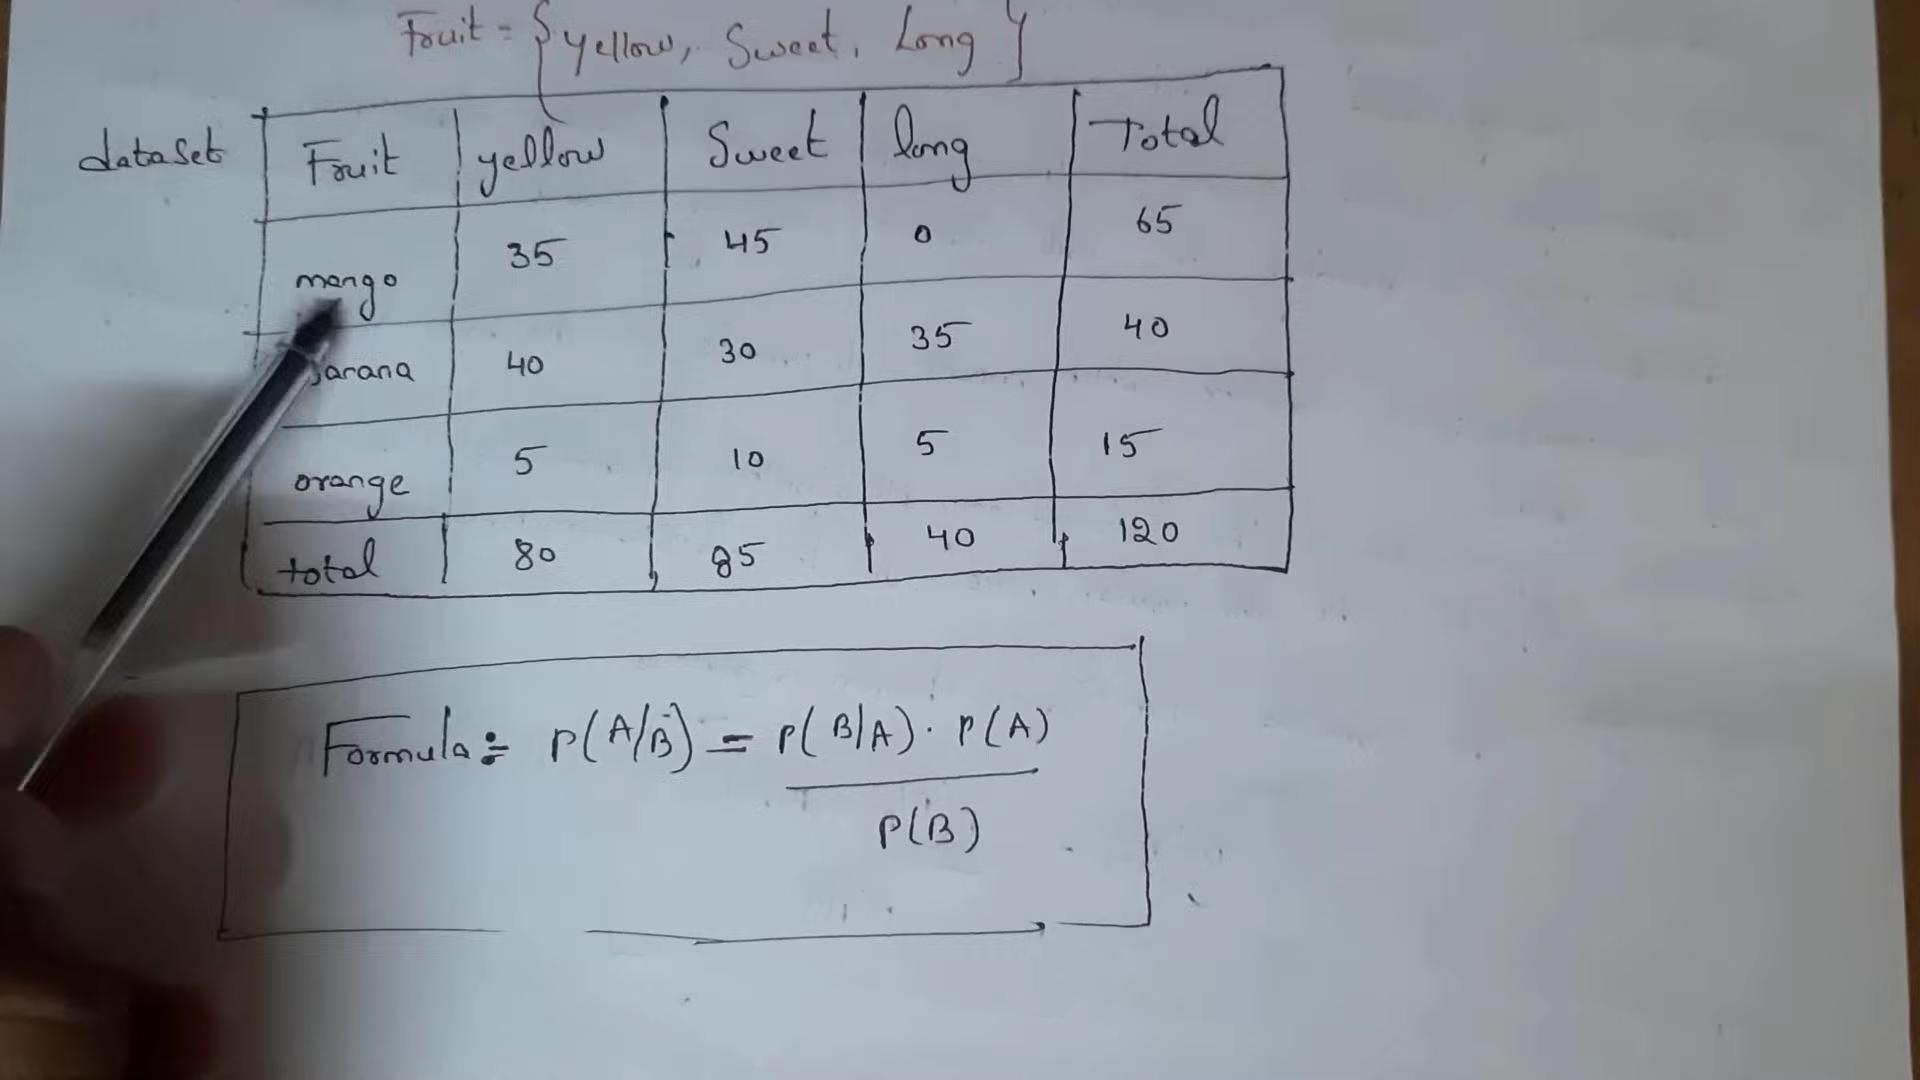 Fruit = {yellow, Sweet, Long}
dataset
Fruit yellow Sweet long Total
mango 35 45 0 65
40 30 35 40
orange 5 10 5 15
total 80 85 40 120
Formula÷ P(A/B) = P(B|A) · P(A)
P(B)